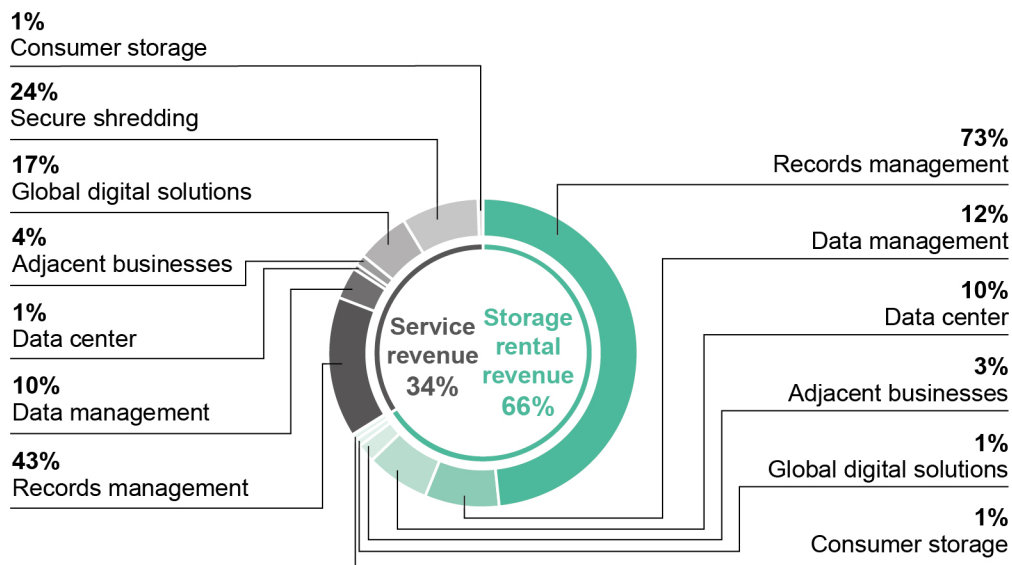 1%
Consumer storage
24%
Secure shredding
17%
Global digital solutions
4%
Adjacent businesses
1%
Data center
10%
Data management
43%
Records management
Service
revenue
34%
Storage
rental
revenue
66%
73%
Records management
12%
Data management
10%
Data center
3%
Adjacent businesses
1%
Global digital solutions
1%
Consumer storage